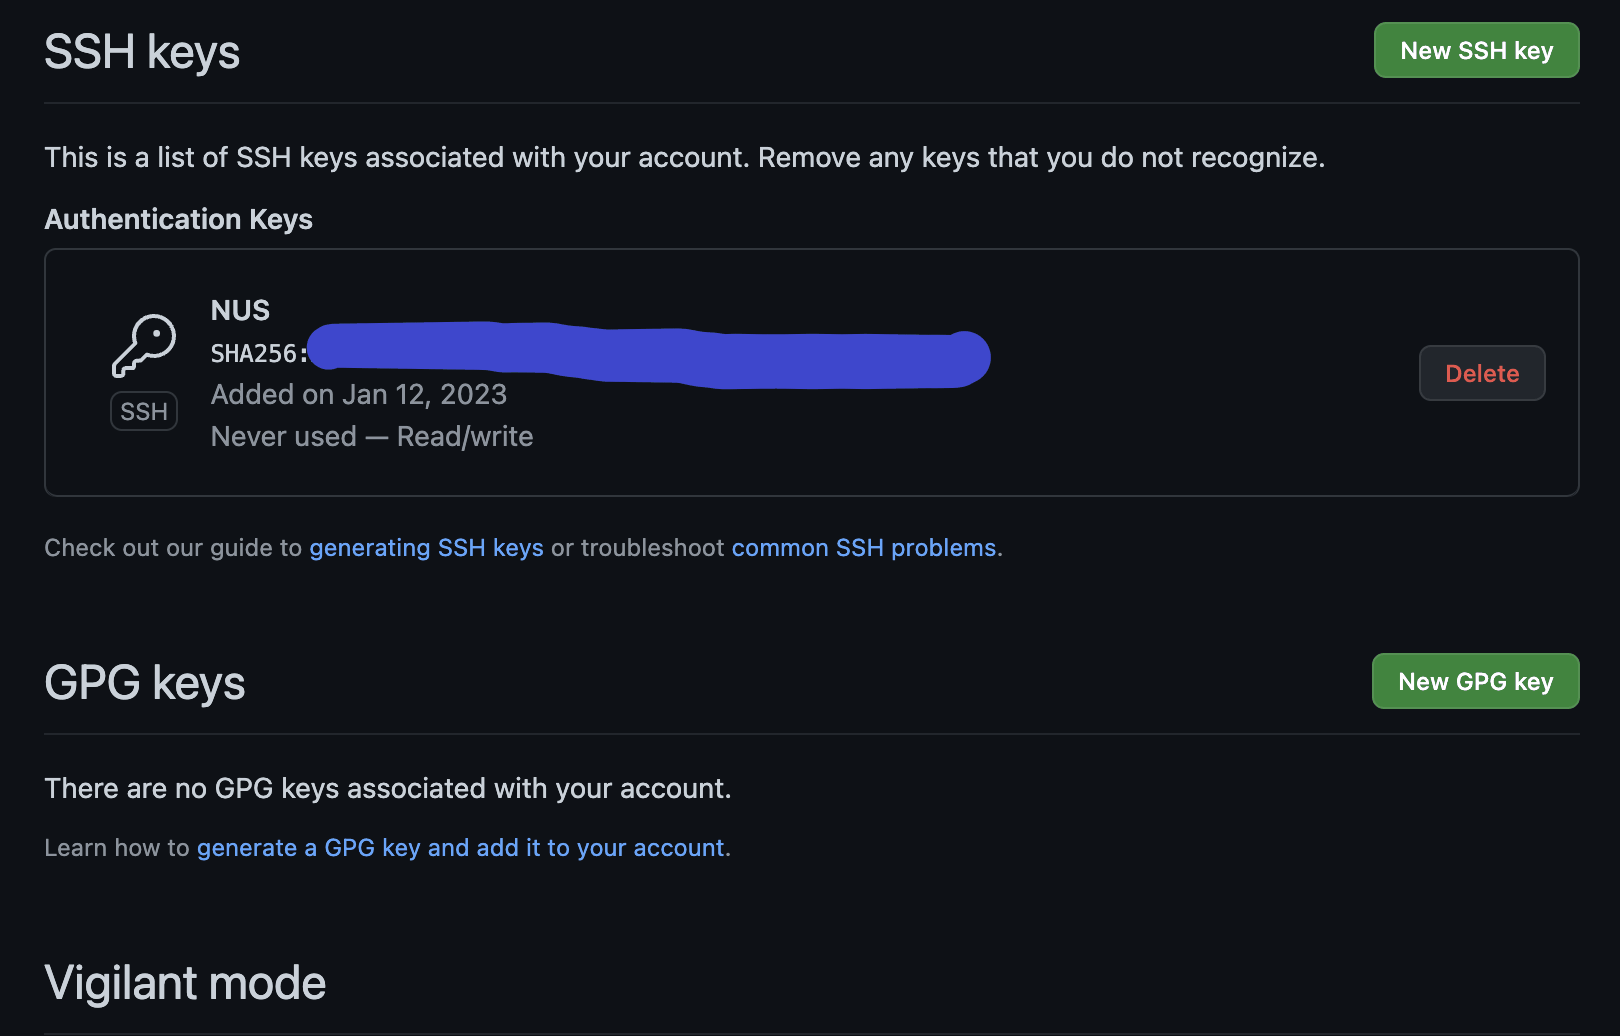 SSH keys
New SSH key
This is a list of SSH keys associated with your account. Remove any keys that you do not recognize.
Authentication Keys
NUS
SHA256:
Added on Jan 12, 2023
SSH
Never used — Read/write
Delete
Check out our guide to generating SSH keys or troubleshoot common SSH problems.
GPG keys
New GPG key
There are no GPG keys associated with your account.
Learn how to generate a GPG key and add it to your account.
Vigilant mode